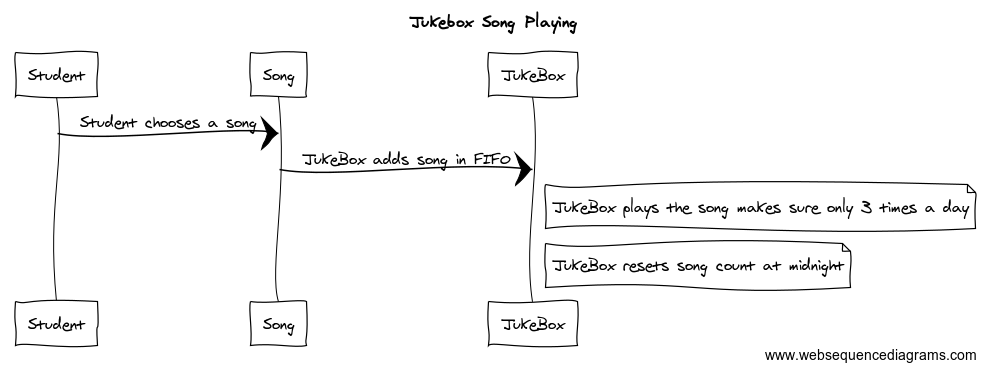 Jukebox Song Playing
Student
Song
JukeBox
Student chooses a song
JukeBox adds song in FIFO
JukeBox plays the song makes sure only 3 times a day
JukeBox resets song count at midnight
Student
Song
JukeBox
www.websequencediagrams.com